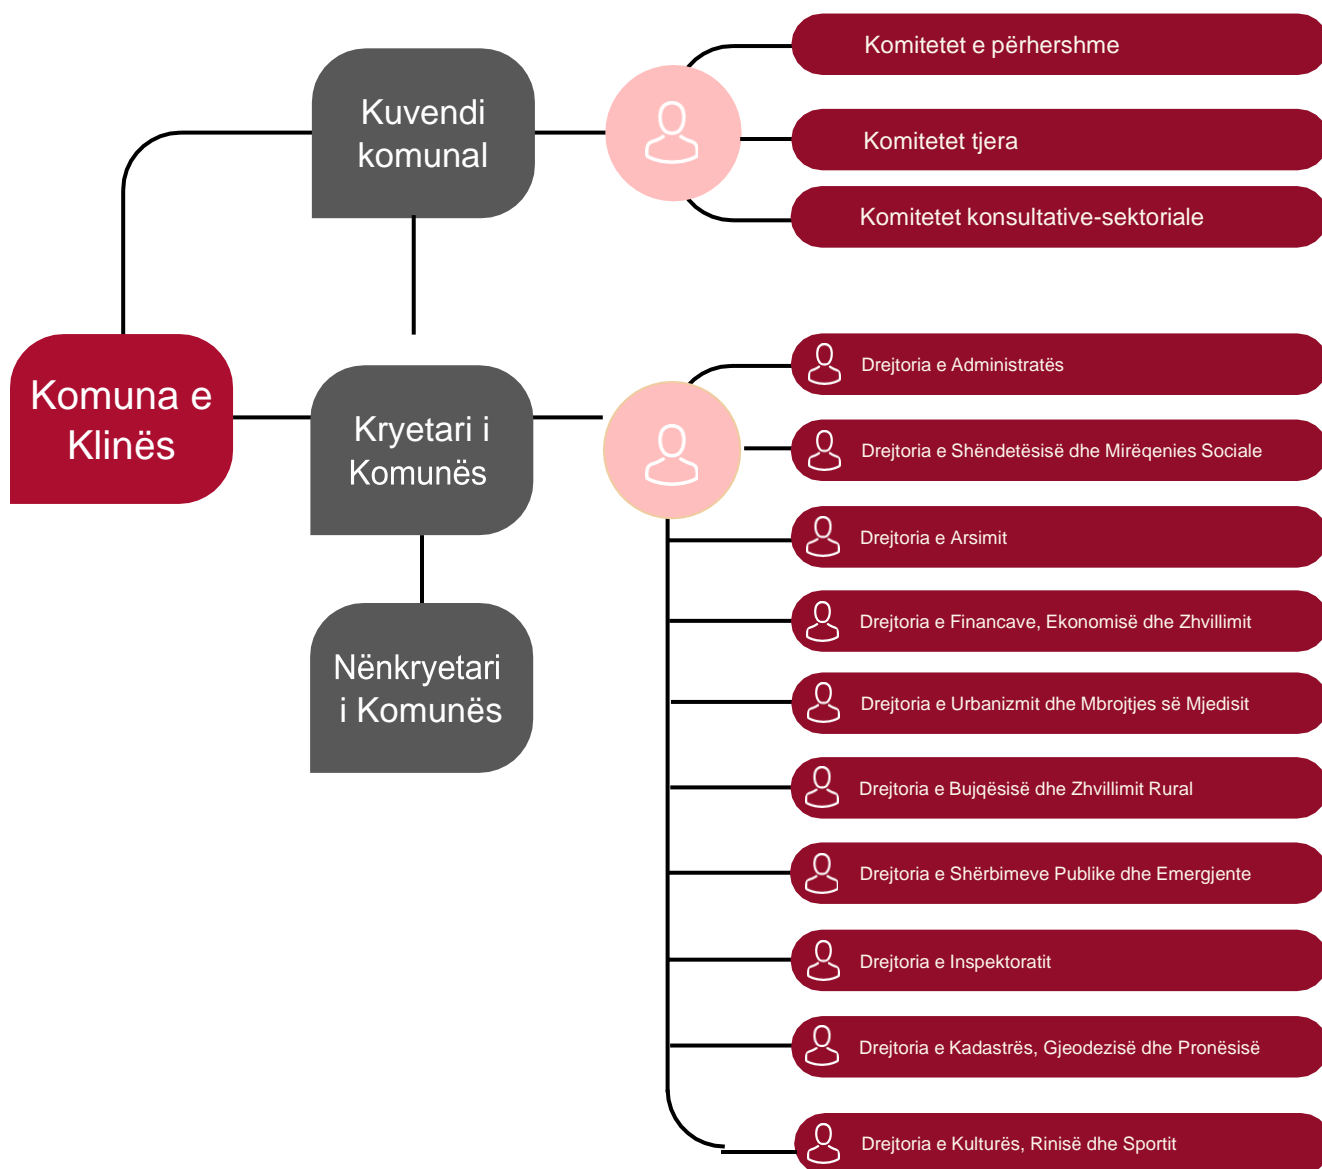 Komuna e
Klinës
Kuvendi
komunal
Komitetet e përhershme
Komitetet tjera
Komitetet konsultative-sektoriale
Kryetari i
Komunës
Nënkryetari
i Komunës
Drejtoria e Administratës
Drejtoria e Shëndetësisë dhe Mirëqenies Sociale
Drejtoria e Arsimit
Drejtoria e Financave, Ekonomisë dhe Zhvillimit
Drejtoria e Urbanizmit dhe Mbrojtjes së Mjedisit
Drejtoria e Bujqësisë dhe Zhvillimit Rural
Drejtoria e Shërbimeve Publike dhe Emergjente
Drejtoria e Inspektoratit
Drejtoria e Kadastrës, Gjeodezisë dhe Pronësisë
Drejtoria e Kulturës, Rinisë dhe Sportit